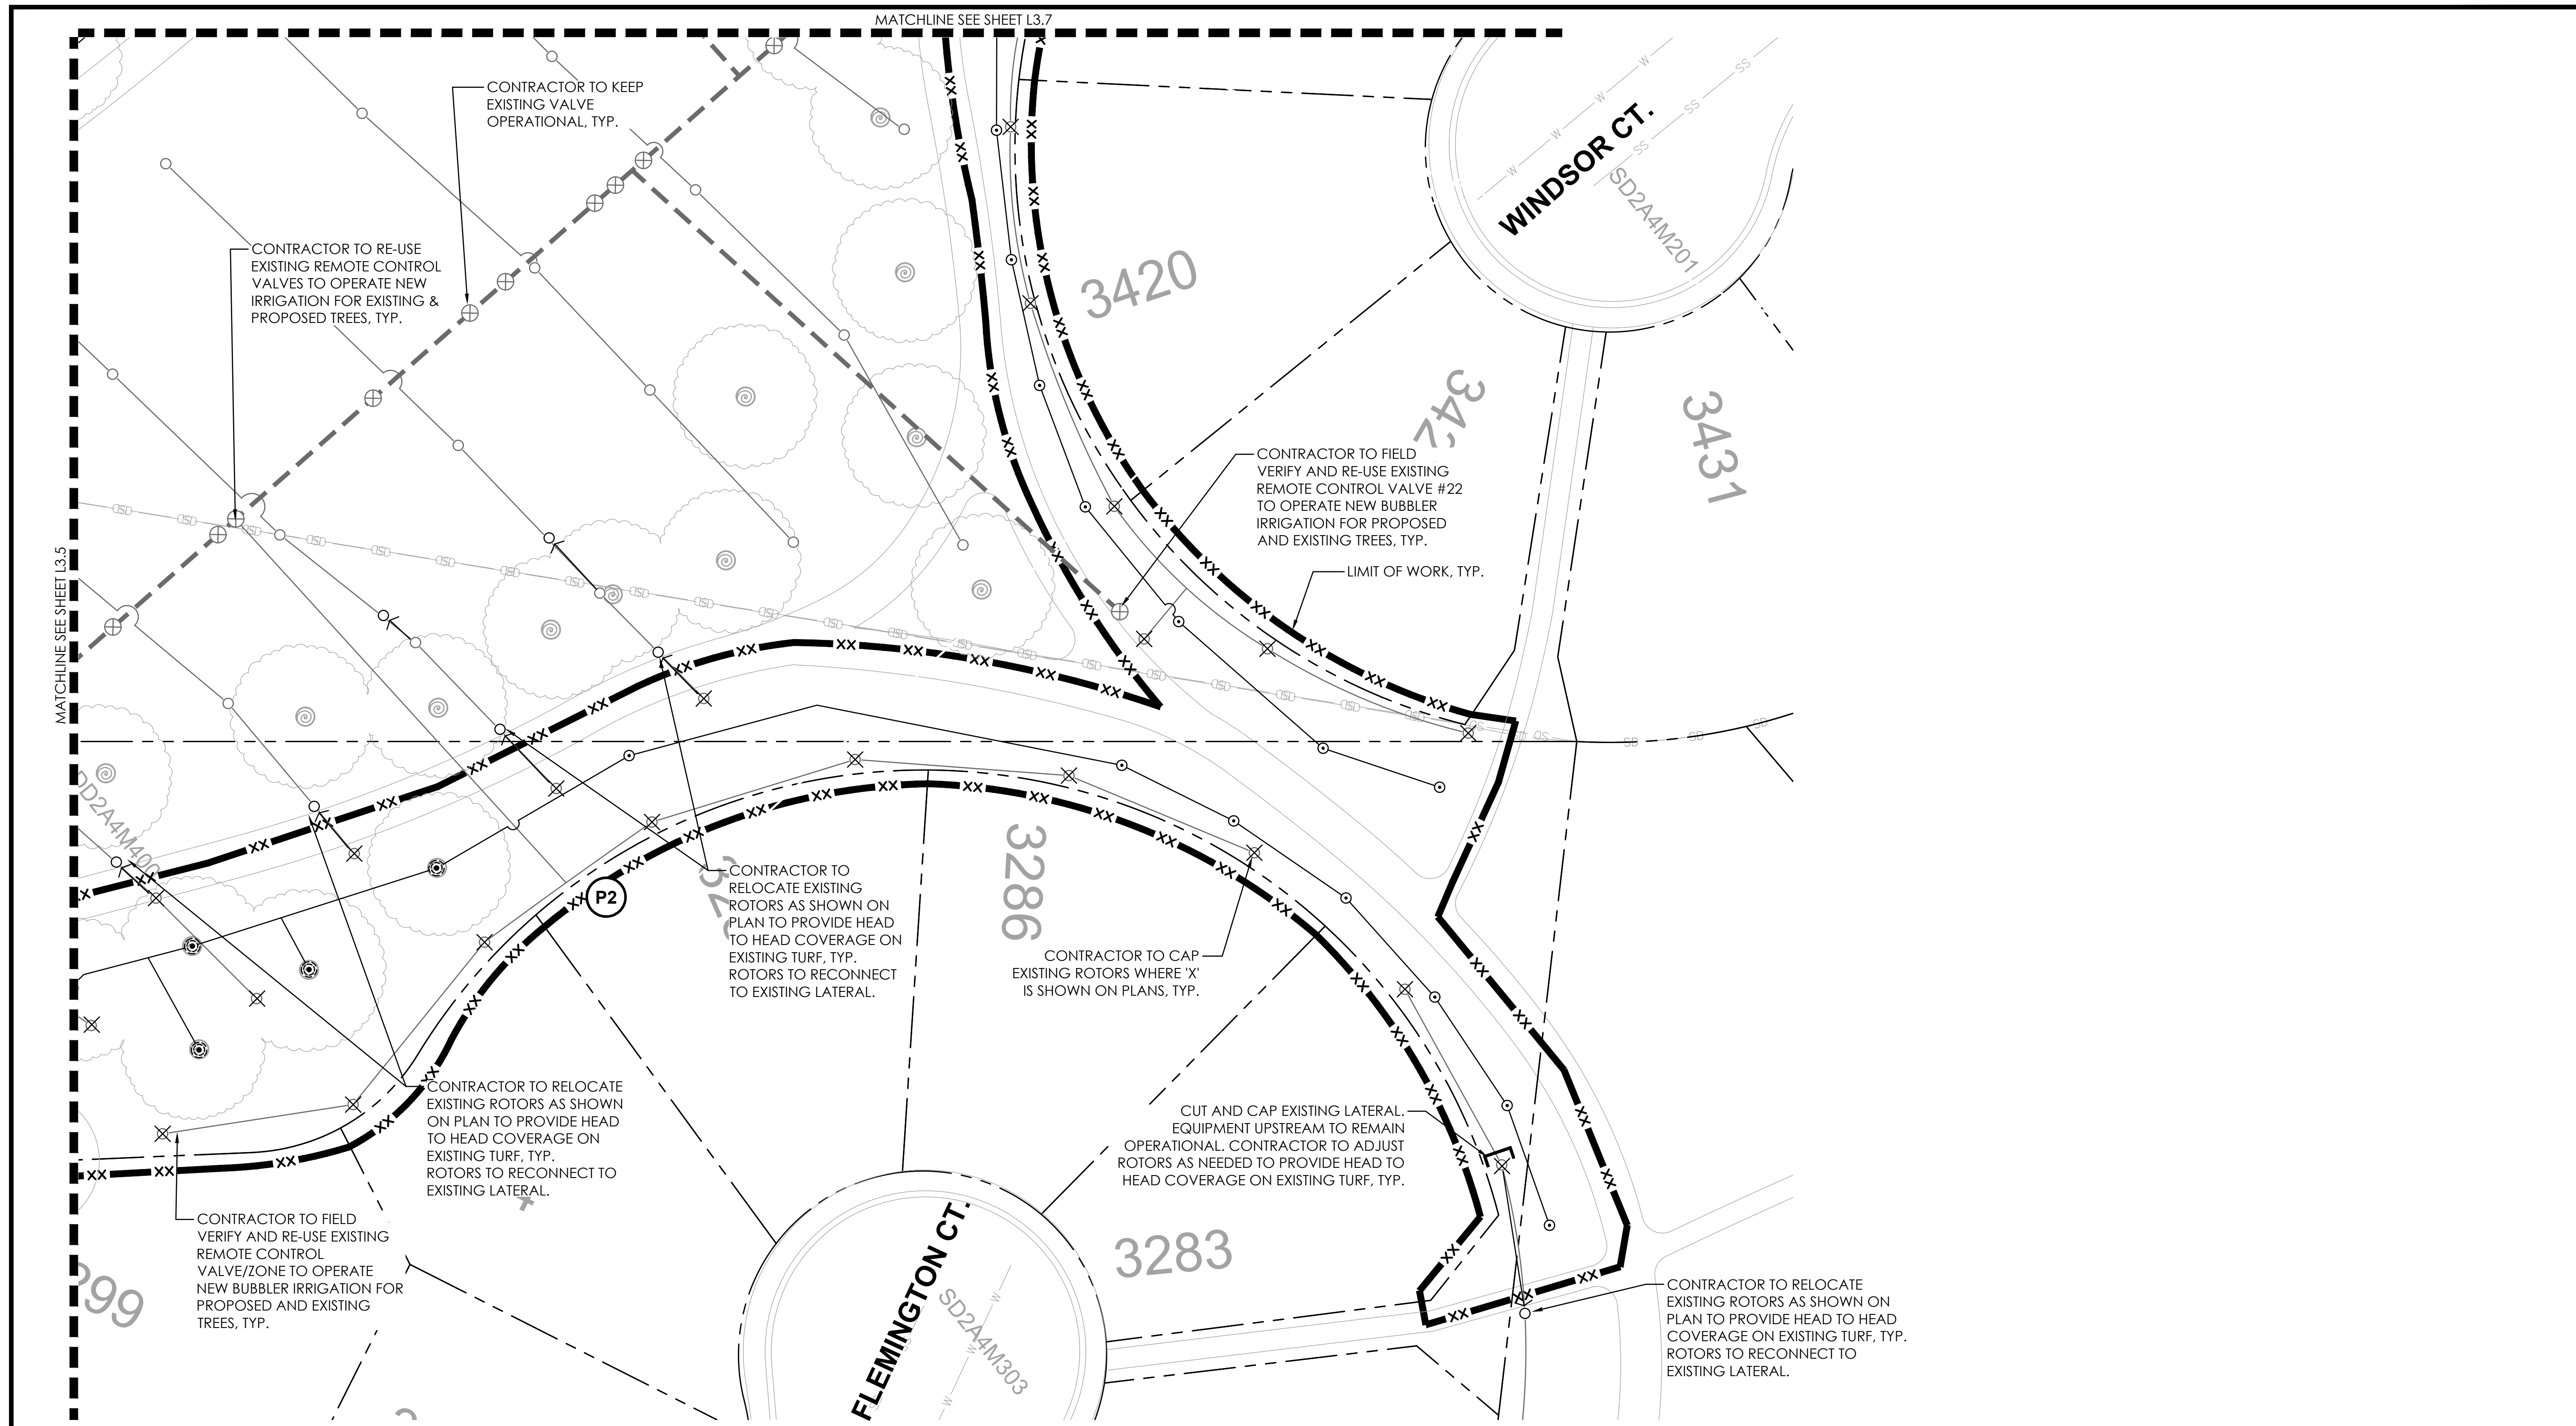 MATCHLINE SEE SHEET L3.7
CONTRACTOR TO KEEP
EXISTING VALVE
OPERATIONAL, TYP.
WINDSOR CT.
SD2A4M201
W
W
W
W
SS
SS
SS
CONTRACTOR TO RE-USE
EXISTING REMOTE CONTROL
VALVES TO OPERATE NEW
IRRIGATION FOR EXISTING &
PROPOSED TREES, TYP.
3420
3431
CONTRACTOR TO FIELD
VERIFY AND RE-USE EXISTING
REMOTE CONTROL VALVE #22
TO OPERATE NEW BUBBLER
IRRIGATION FOR PROPOSED
AND EXISTING TREES, TYP.
LIMIT OF WORK, TYP.
MATCHLINE SEE SHEET L3.5
SD
SD
SD
P2
3286
CONTRACTOR TO
RELOCATE EXISTING
ROTORS AS SHOWN ON
PLAN TO PROVIDE HEAD
TO HEAD COVERAGE ON
EXISTING TURF, TYP.
ROTORS TO RECONNECT
TO EXISTING LATERAL.
CONTRACTOR TO CAP
EXISTING ROTORS WHERE 'X'
IS SHOWN ON PLANS, TYP.
CONTRACTOR TO RELOCATE
EXISTING ROTORS AS SHOWN
ON PLAN TO PROVIDE HEAD
TO HEAD COVERAGE ON
EXISTING TURF, TYP.
ROTORS TO RECONNECT TO
EXISTING LATERAL.
CUT AND CAP EXISTING LATERAL.
EQUIPMENT UPSTREAM TO REMAIN
OPERATIONAL. CONTRACTOR TO ADJUST
ROTORS AS NEEDED TO PROVIDE HEAD TO
HEAD COVERAGE ON EXISTING TURF, TYP.
CONTRACTOR TO FIELD
VERIFY AND RE-USE EXISTING
REMOTE CONTROL
VALVE/ZONE TO OPERATE
NEW BUBBLER IRRIGATION FOR
PROPOSED AND EXISTING
TREES, TYP.
3283
FLEMINGTON CT.
SD2A4M303
W
W
W
CONTRACTOR TO RELOCATE
EXISTING ROTORS AS SHOWN ON
PLAN TO PROVIDE HEAD TO HEAD
COVERAGE ON EXISTING TURF, TYP.
ROTORS TO RECONNECT TO
EXISTING LATERAL.